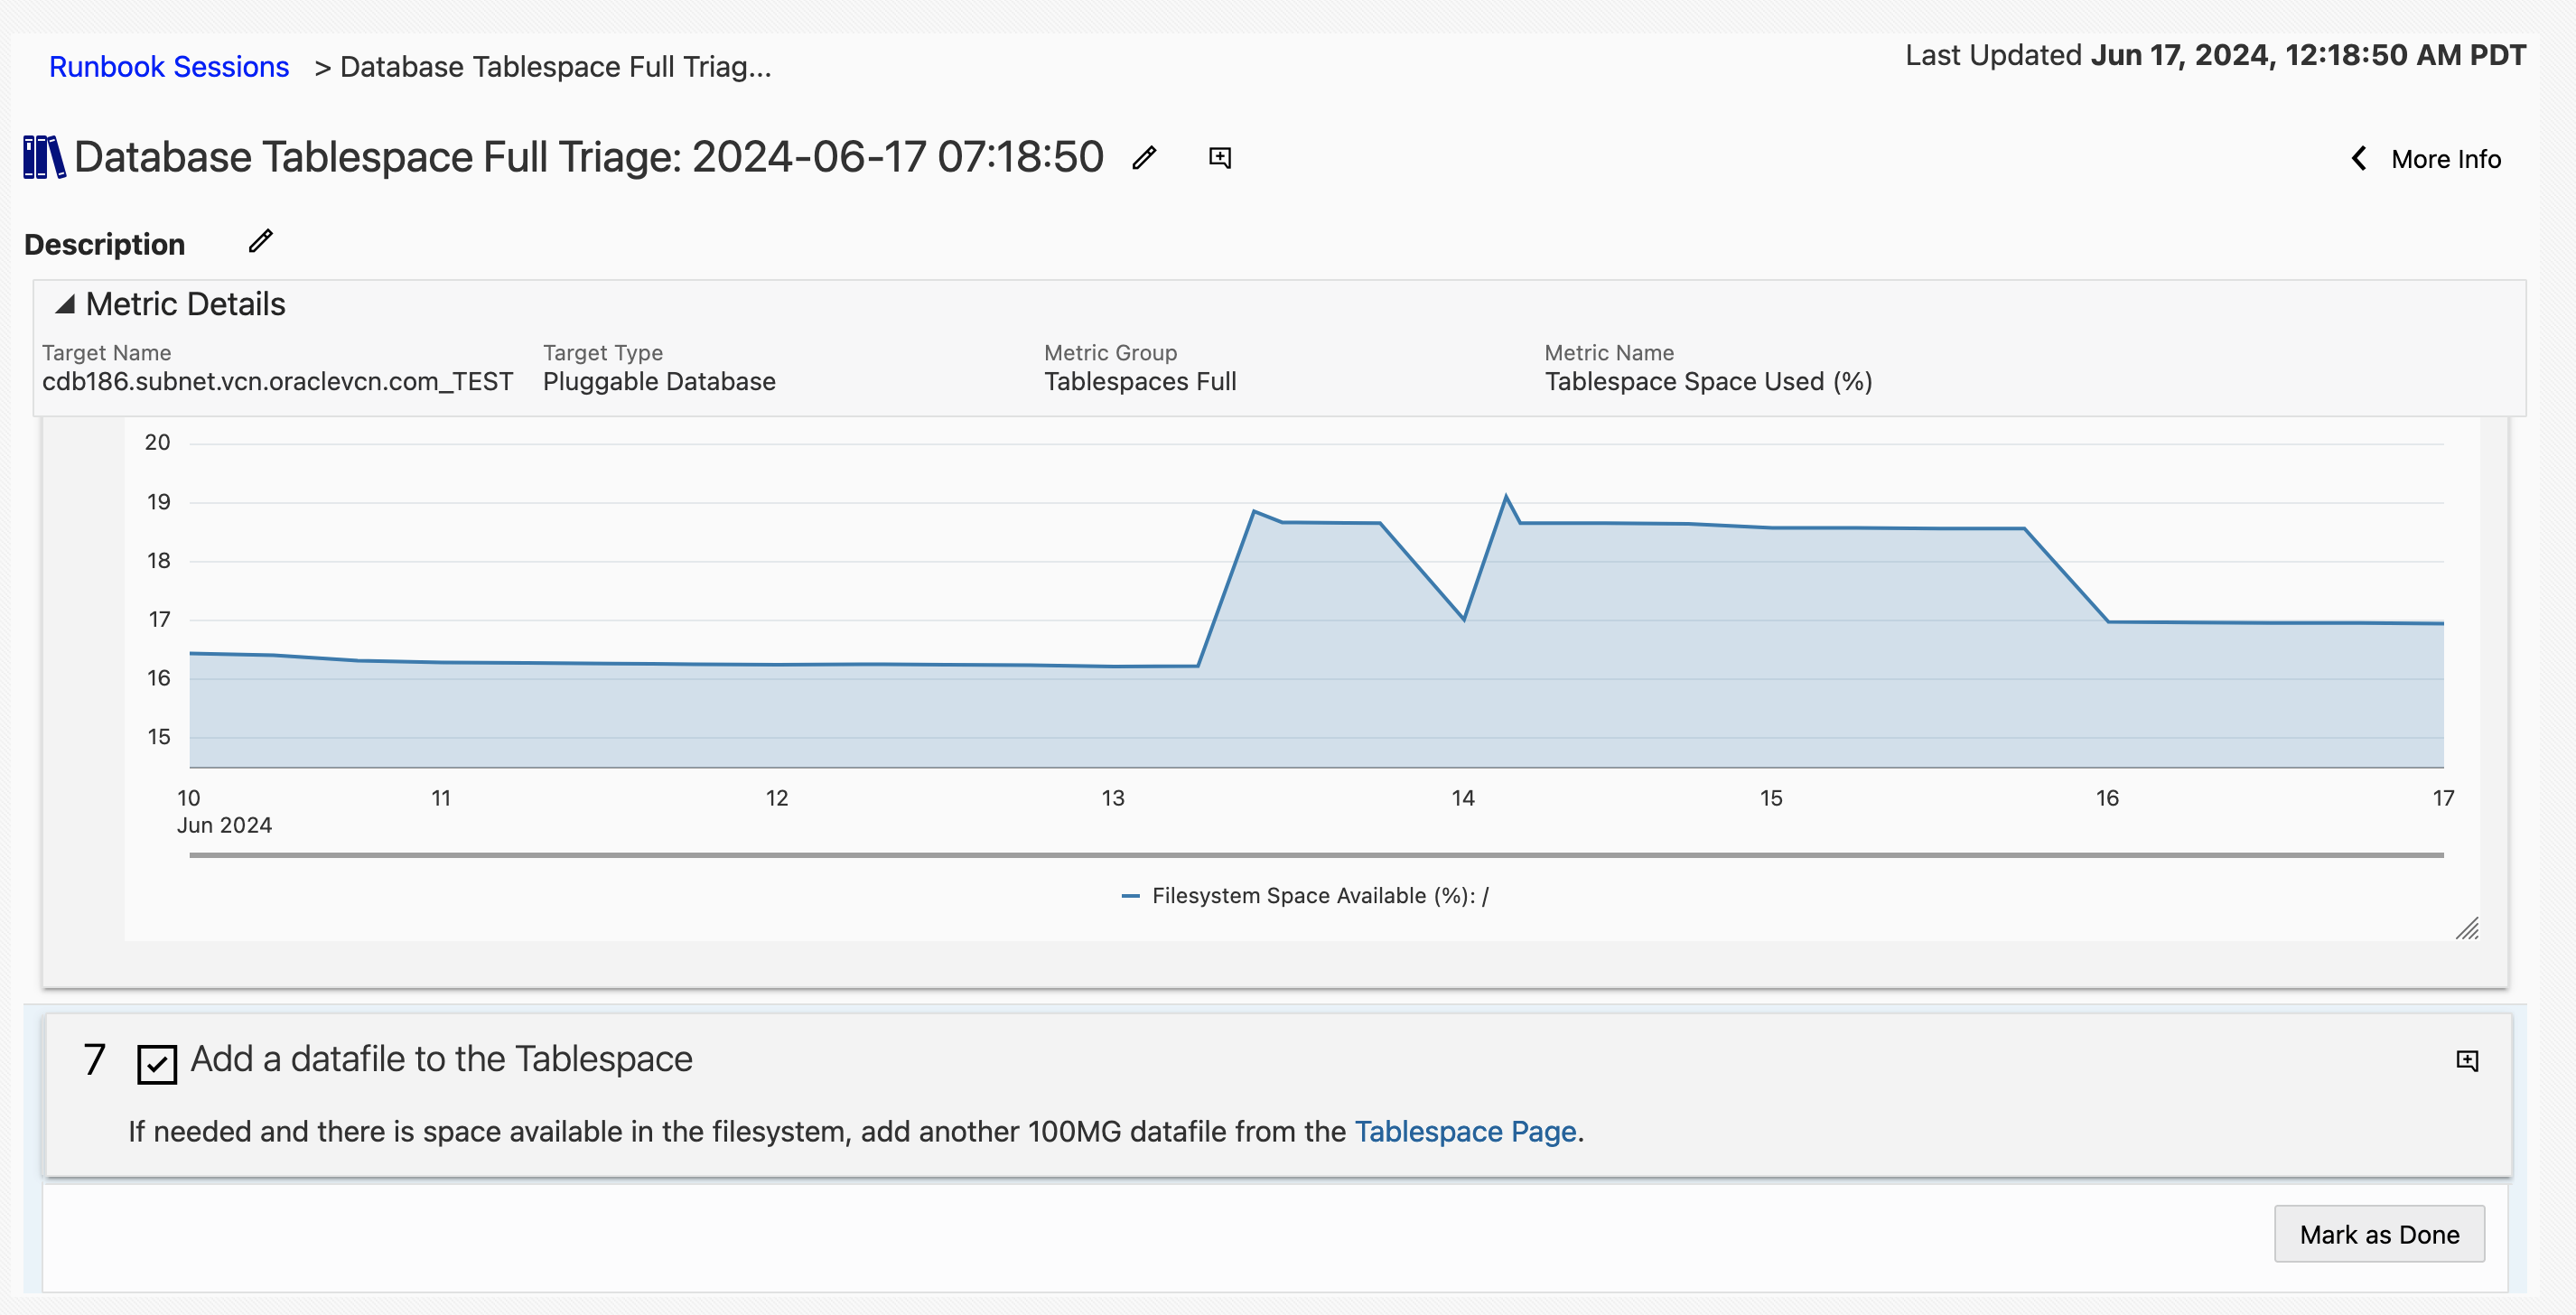 Runbook Sessions > Database Tablespace Full Triag...
Last Updated Jun 17, 2024, 12:18:50 AM PDT
Database Tablespace Full Triage: 2024-06-17 07:18:50
More Info
Description
Metric Details
Target Name Target Type Metric Group Metric Name
cdb186.subnet.vcn.oraclevcn.com_TEST Pluggable Database Tablespaces Full Tablespace Space Used (%)
20
19
18
17
16
15
10 11 12 13 14 15 16 17
Jun 2024
Filesystem Space Available (%): /
7 Add a datafile to the Tablespace
If needed and there is space available in the filesystem, add another 100MG datafile from the Tablespace Page.
Mark as Done